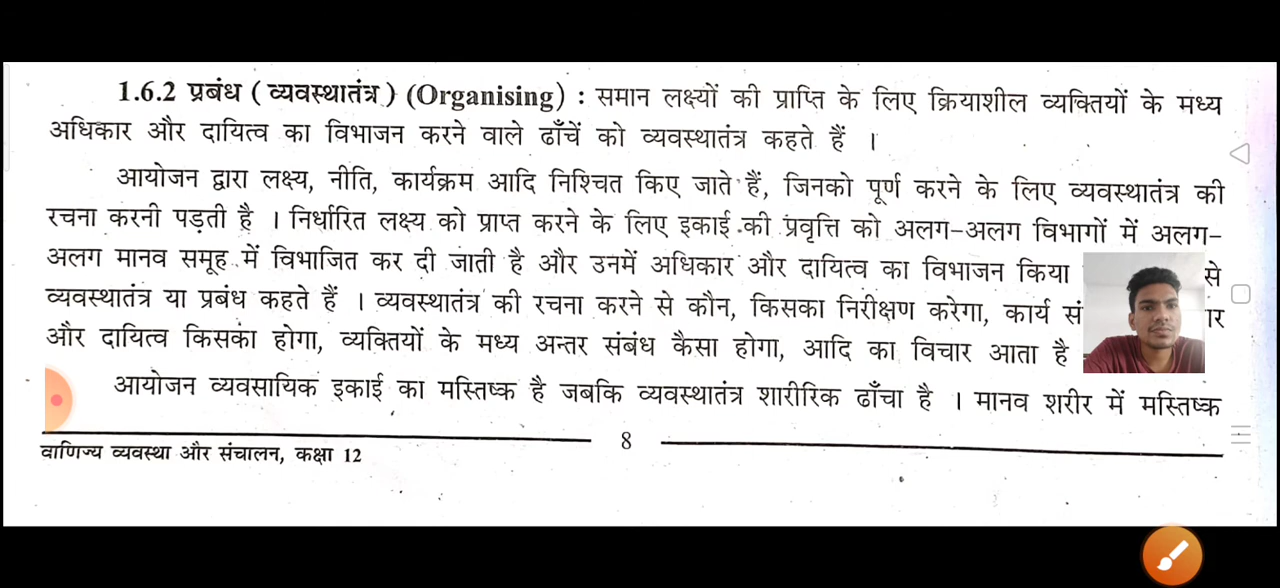 1.6.2 प्रबंध ( व्यवस्थातंत्र ) (Organising) : समान लक्ष्यों की प्राप्ति के लिए क्रियाशील व्यक्तियों के मध्य
अधिकार और दायित्व का विभाजन करने वाले ढाँचें को व्यवस्थातंत्र कहते हैं ।
आयोजन द्वारा लक्ष्य, नीति, कार्यक्रम आदि निश्चित किए जाते हैं, जिनको पूर्ण करने के लिए व्यवस्थातंत्र की
रचना करनी पड़ती है । निर्धारित लक्ष्य को प्राप्त करने के लिए इकाई की प्रवृत्ति को अलग-अलग विभागों में अलग-
अलग मानव समूह में विभाजित कर दी जाती है और उनमें अधिकार और दायित्व का विभाजन किया से
व्यवस्थातंत्र या प्रबंध कहते हैं । व्यवस्थातंत्र की रचना करने से कौन, किसका निरीक्षण करेगा, कार्य
और दायित्व किसका होगा, व्यक्तियों के मध्य अन्तर संबंध कैसा होगा, आदि का विचार आता है
आयोजन व्यवसायिक इकाई का मस्तिष्क है जबकि व्यवस्थातंत्र शारीरिक ढाँचा है । मानव शरीर में मस्तिष्क
8
वाणिज्य व्यवस्था और संचालन, कक्षा 12